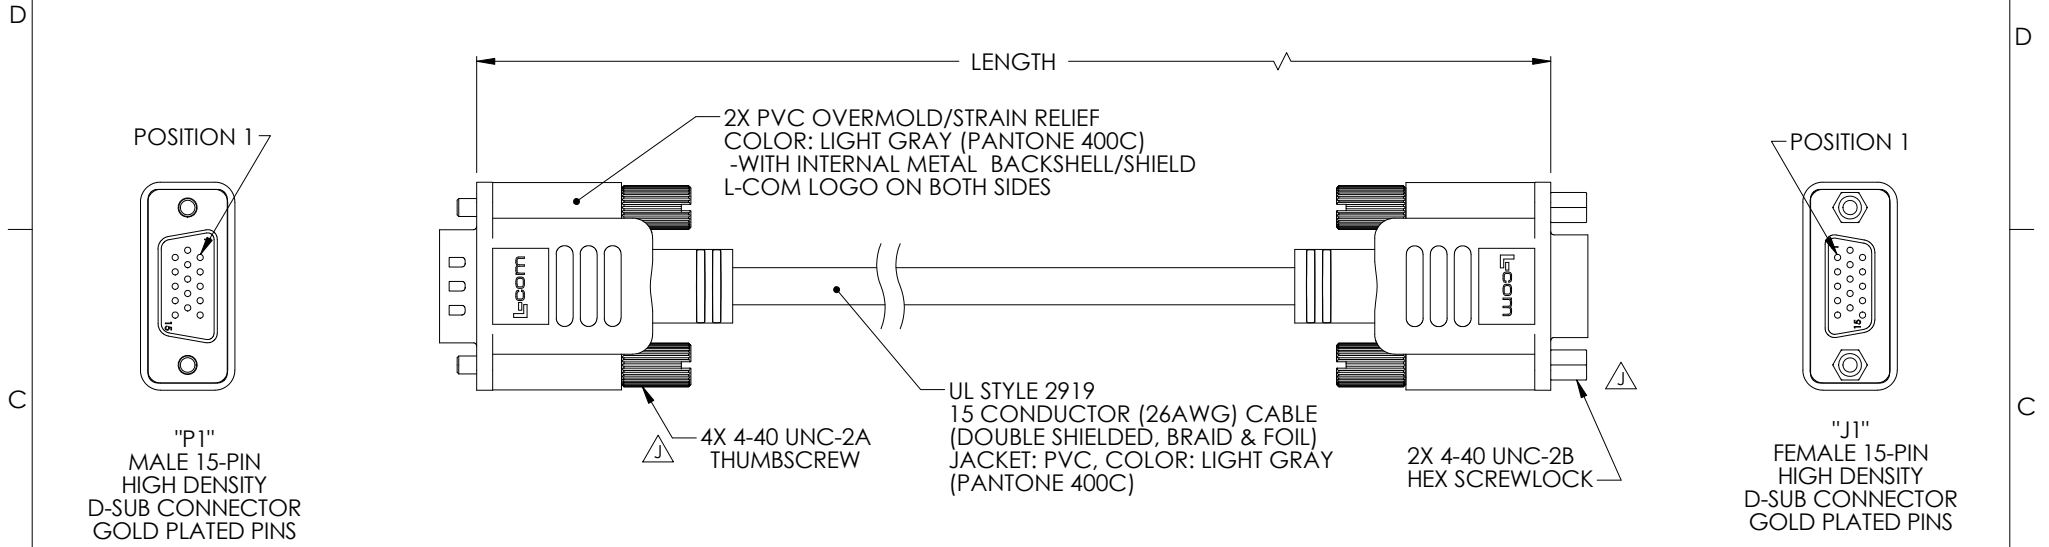 D
D
LENGTH
2X PVC OVERMOLD/STRAIN RELIEF
COLOR: LIGHT GRAY (PANTONE 400C)
-WITH INTERNAL METAL BACKSHELL/SHIELD
L-COM LOGO ON BOTH SIDES
POSITION 1
POSITION 1
15
L-com
L-com
1
15
C
C
"P1"
MALE 15-PIN
HIGH DENSITY
D-SUB CONNECTOR
GOLD PLATED PINS
J
4X 4-40 UNC-2A
THUMBSCREW
UL STYLE 2919
15 CONDUCTOR (26AWG) CABLE
(DOUBLE SHIELDED, BRAID & FOIL)
JACKET: PVC, COLOR: LIGHT GRAY
(PANTONE 400C)
J
2X 4-40 UNC-2B
HEX SCREWLOCK
"J1"
FEMALE 15-PIN
HIGH DENSITY
D-SUB CONNECTOR
GOLD PLATED PINS